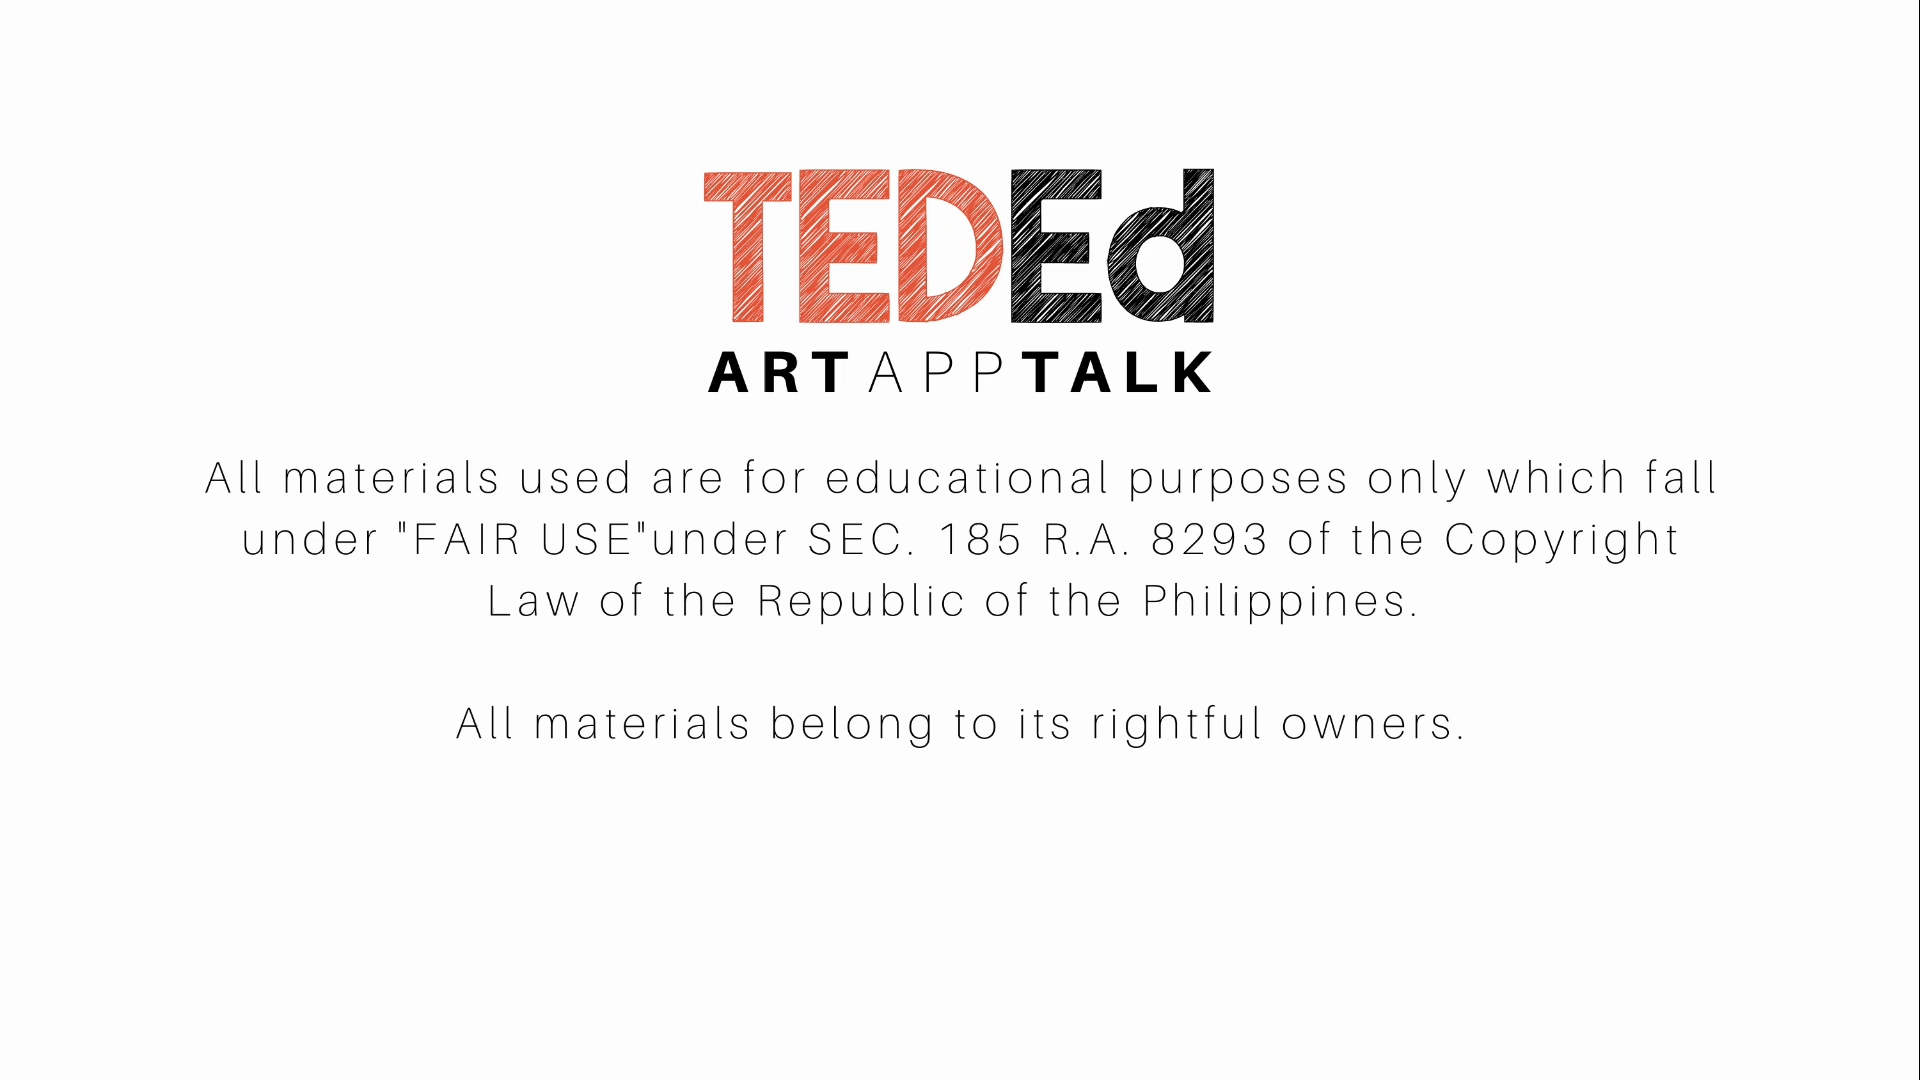 TEDEd
ARTAPPTALK
All materials used are for educational purposes only which fall
under "FAIR USE"under SEC. 185 R.A. 8293 of the Copyright
Law of the Republic of the Philippines.
All materials belong to its rightful owners.